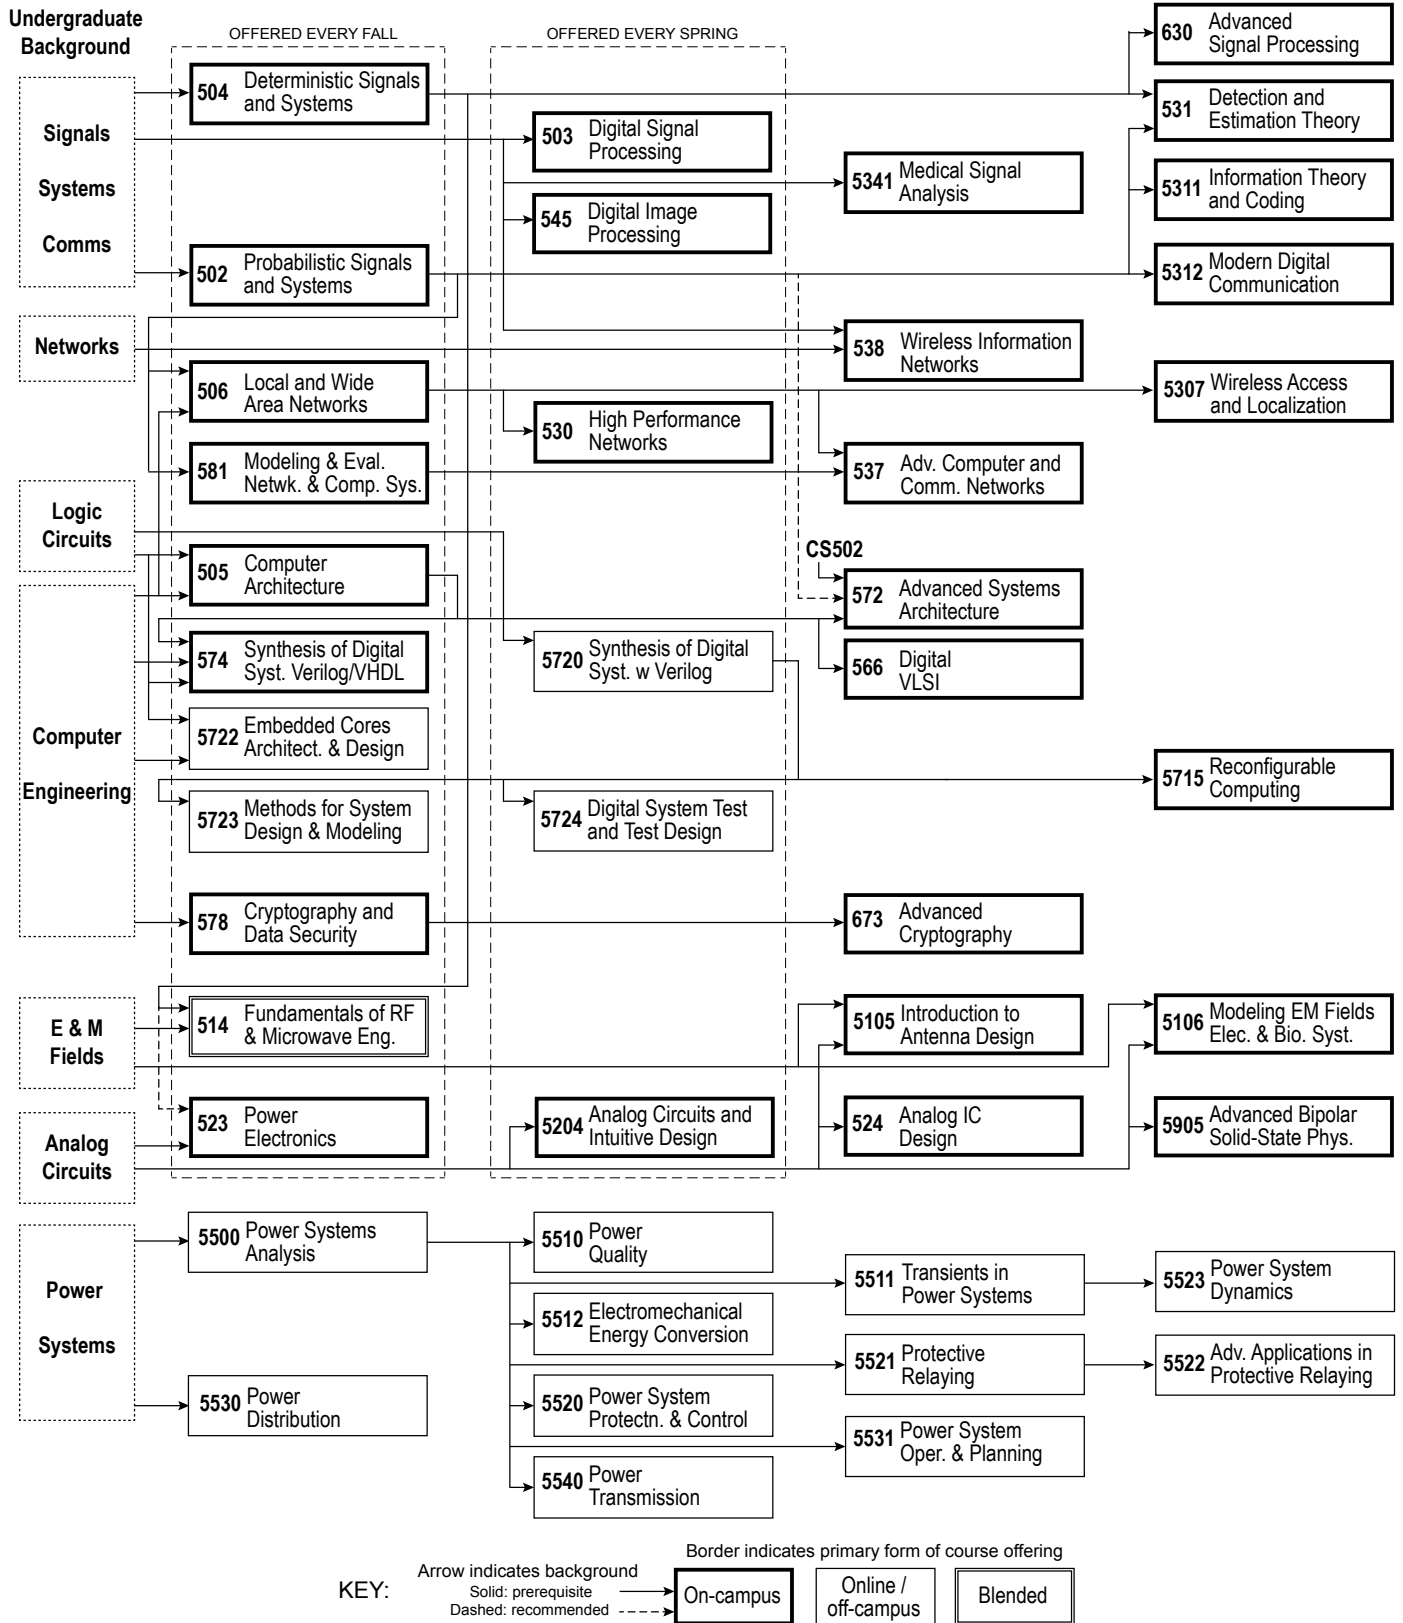 Undergraduate
Background
OFFERED EVERY FALL
OFFERED EVERY SPRING
Signals
Systems
Comms
Networks
Logic
Circuits
Computer
Engineering
E & M
Fields
Analog
Circuits
Power
Systems
504 Deterministic Signals
and Systems
502 Probabilistic Signals
and Systems
506 Local and Wide
Area Networks
581 Modeling & Eval.
Netwk. & Comp. Sys.
505 Computer
Architecture
574 Synthesis of Digital
Syst. Verilog/VHDL
5722 Embedded Cores
Architect. & Design
5723 Methods for System
Design & Modeling
578 Cryptography and
Data Security
514 Fundamentals of RF
& Microwave Eng.
523 Power
Electronics
5500 Power Systems
Analysis
5530 Power
Distribution
503 Digital Signal
Processing
545 Digital Image
Processing
530 High Performance
Networks
5720 Synthesis of Digital
Syst. w Verilog
5724 Digital System Test
and Test Design
5204 Analog Circuits and
Intuitive Design
5510 Power
Quality
5512 Electromechanical
Energy Conversion
5520 Power System
Protectn. & Control
5540 Power
Transmission
5341 Medical Signal
Analysis
538 Wireless Information
Networks
537 Adv. Computer and
Comm. Networks
CS502
572 Advanced Systems
Architecture
566 Digital
VLSI
673 Advanced
Cryptography
5105 Introduction to
Antenna Design
524 Analog IC
Design
5511 Transients in
Power Systems
5521 Protective
Relaying
5531 Power System
Oper. & Planning
630 Advanced
Signal Processing
531 Detection and
Estimation Theory
5311 Information Theory
and Coding
5312 Modern Digital
Communication
5307 Wireless Access
and Localization
5715 Reconfigurable
Computing
5106 Modeling EM Fields
Elec. & Bio. Syst.
5905 Advanced Bipolar
Solid-State Phys.
5523 Power System
Dynamics
5522 Adv. Applications in
Protective Relaying
KEY:
Arrow indicates background
Solid: prerequisite
Dashed: recommended
Border indicates primary form of course offering
On-campus
Online /
off-campus
Blended